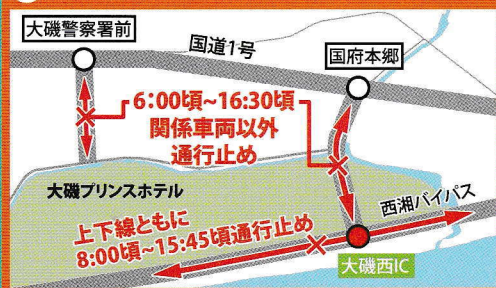 大磯警察署前
国道1号
国府本郷
6:00頃~16:30頃
関係車両以外
通行止め
大磯プリンスホテル
西湘バイパス
上下線ともに
8:00頃~15:45頃通行止め
大磯西IC